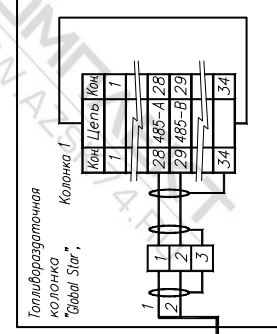 Топливораздаточная
колонка
"Global Star",
Колонка 1
Кон. Цепь Кон.
1 1
28 485-A 28
29 485-B 29
34 34
1
2
3
1
2